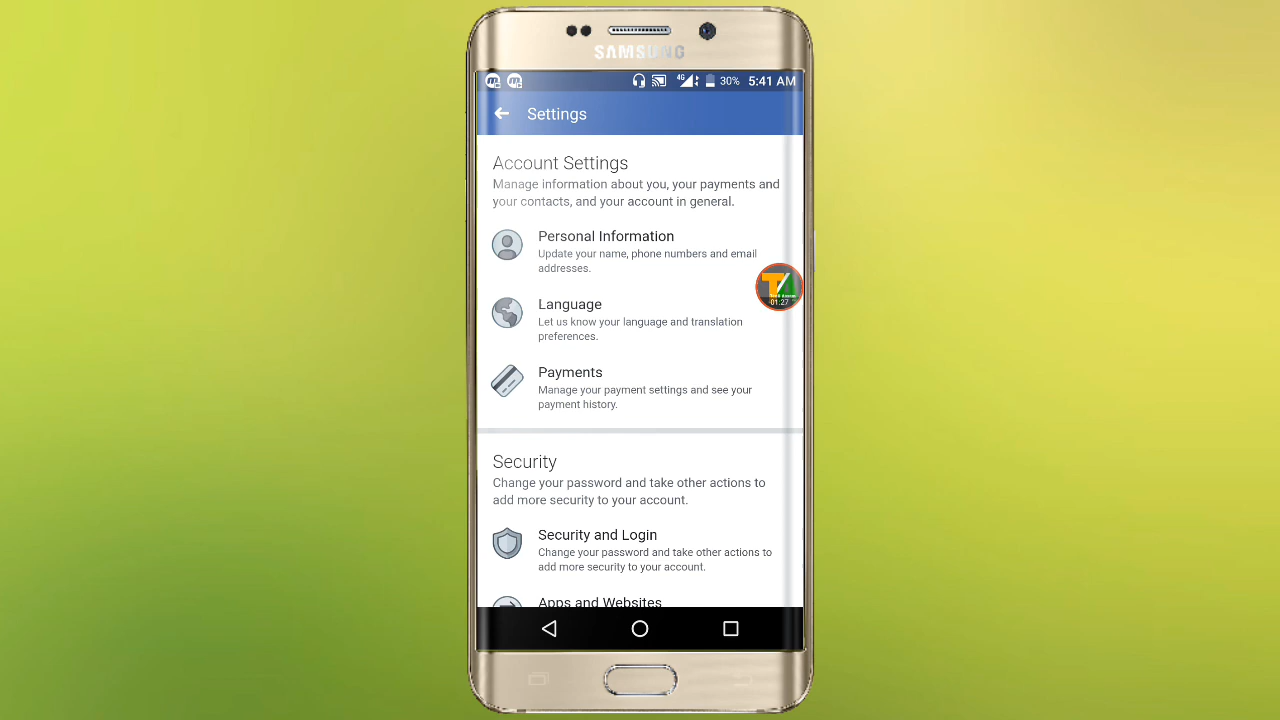 SAMSUNG
4G 30% 5:41 AM
Settings
Account Settings
Manage information about you, your payments and
your contacts, and your account in general.
Personal Information
Update your name, phone numbers and email
addresses.
01:27
Language
Let us know your language and translation
preferences.
Payments
Manage your payment settings and see your
payment history.
Security
Change your password and take other actions to
add more security to your account.
Security and Login
Change your password and take other actions to
add more security to your account.
Apps and Websites